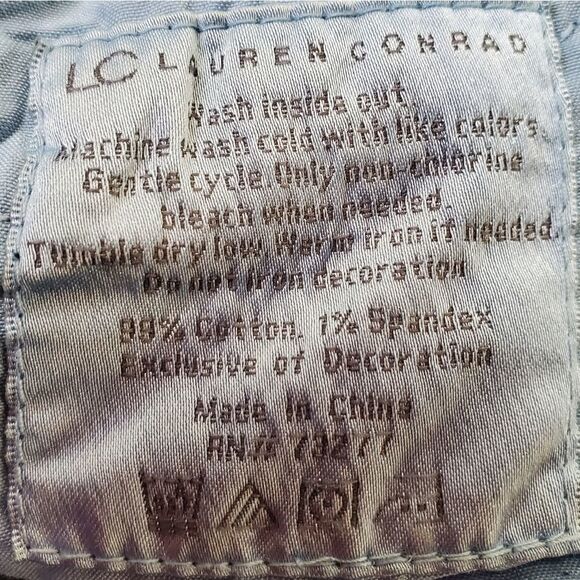 LC LAUREN CONRAD
Wash inside out.
Machine wash cold with like colors.
Gentle cycle. Only non-chlorine
bleach when needed.
Tumble dry low. Warm iron if needed.
Do not iron decoration
99% Cotton. 1% Spandex
Exclusive of Decoration
Made in China
RN# 73277